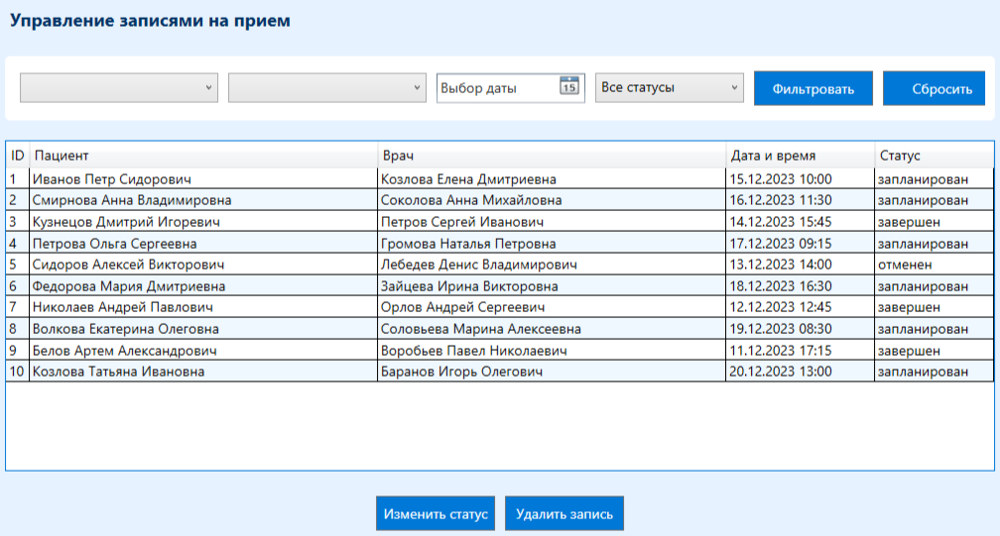 Управление записями на прием
Выбор даты 15 Все статусы Фильтровать Сбросить
ID Пациент Врач Дата и время Статус
1 Иванов Петр Сидорович Козлова Елена Дмитриевна 15.12.2023 10:00 запланирован
2 Смирнова Анна Владимировна Соколова Анна Михайловна 16.12.2023 11:30 запланирован
3 Кузнецов Дмитрий Игоревич Петров Сергей Иванович 14.12.2023 15:45 завершен
4 Петрова Ольга Сергеевна Громова Наталья Петровна 17.12.2023 09:15 запланирован
5 Сидоров Алексей Викторович Лебедев Денис Владимирович 13.12.2023 14:00 отменен
6 Федорова Мария Дмитриевна Зайцева Ирина Викторовна 18.12.2023 16:30 запланирован
7 Николаев Андрей Павлович Орлов Андрей Сергеевич 12.12.2023 12:45 завершен
8 Волкова Екатерина Олеговна Соловьева Марина Алексеевна 19.12.2023 08:30 запланирован
9 Белов Артем Александрович Воробьев Павел Николаевич 11.12.2023 17:15 завершен
10 Козлова Татьяна Ивановна Баранов Игорь Олегович 20.12.2023 13:00 запланирован
Изменить статус Удалить запись